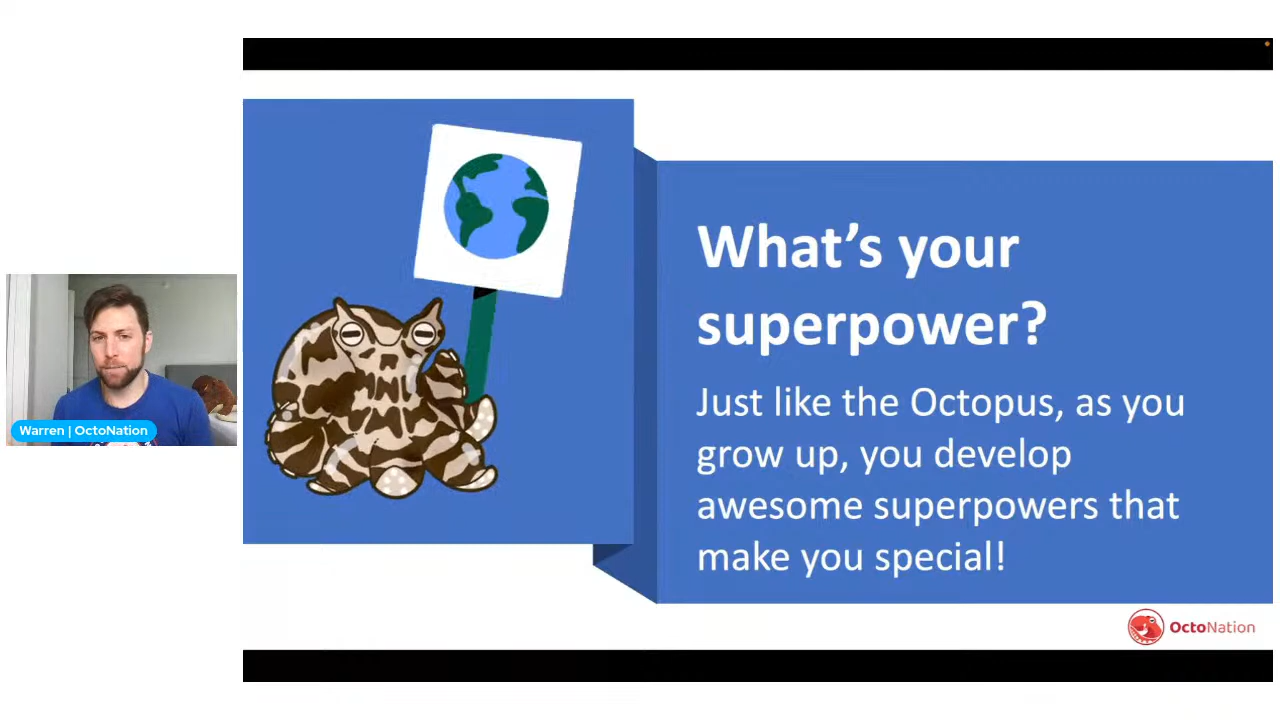 What's your
superpower?
Just like the Octopus, as you
grow up, you develop
awesome superpowers that
make you special!
Warren | OctoNation
OctoNation